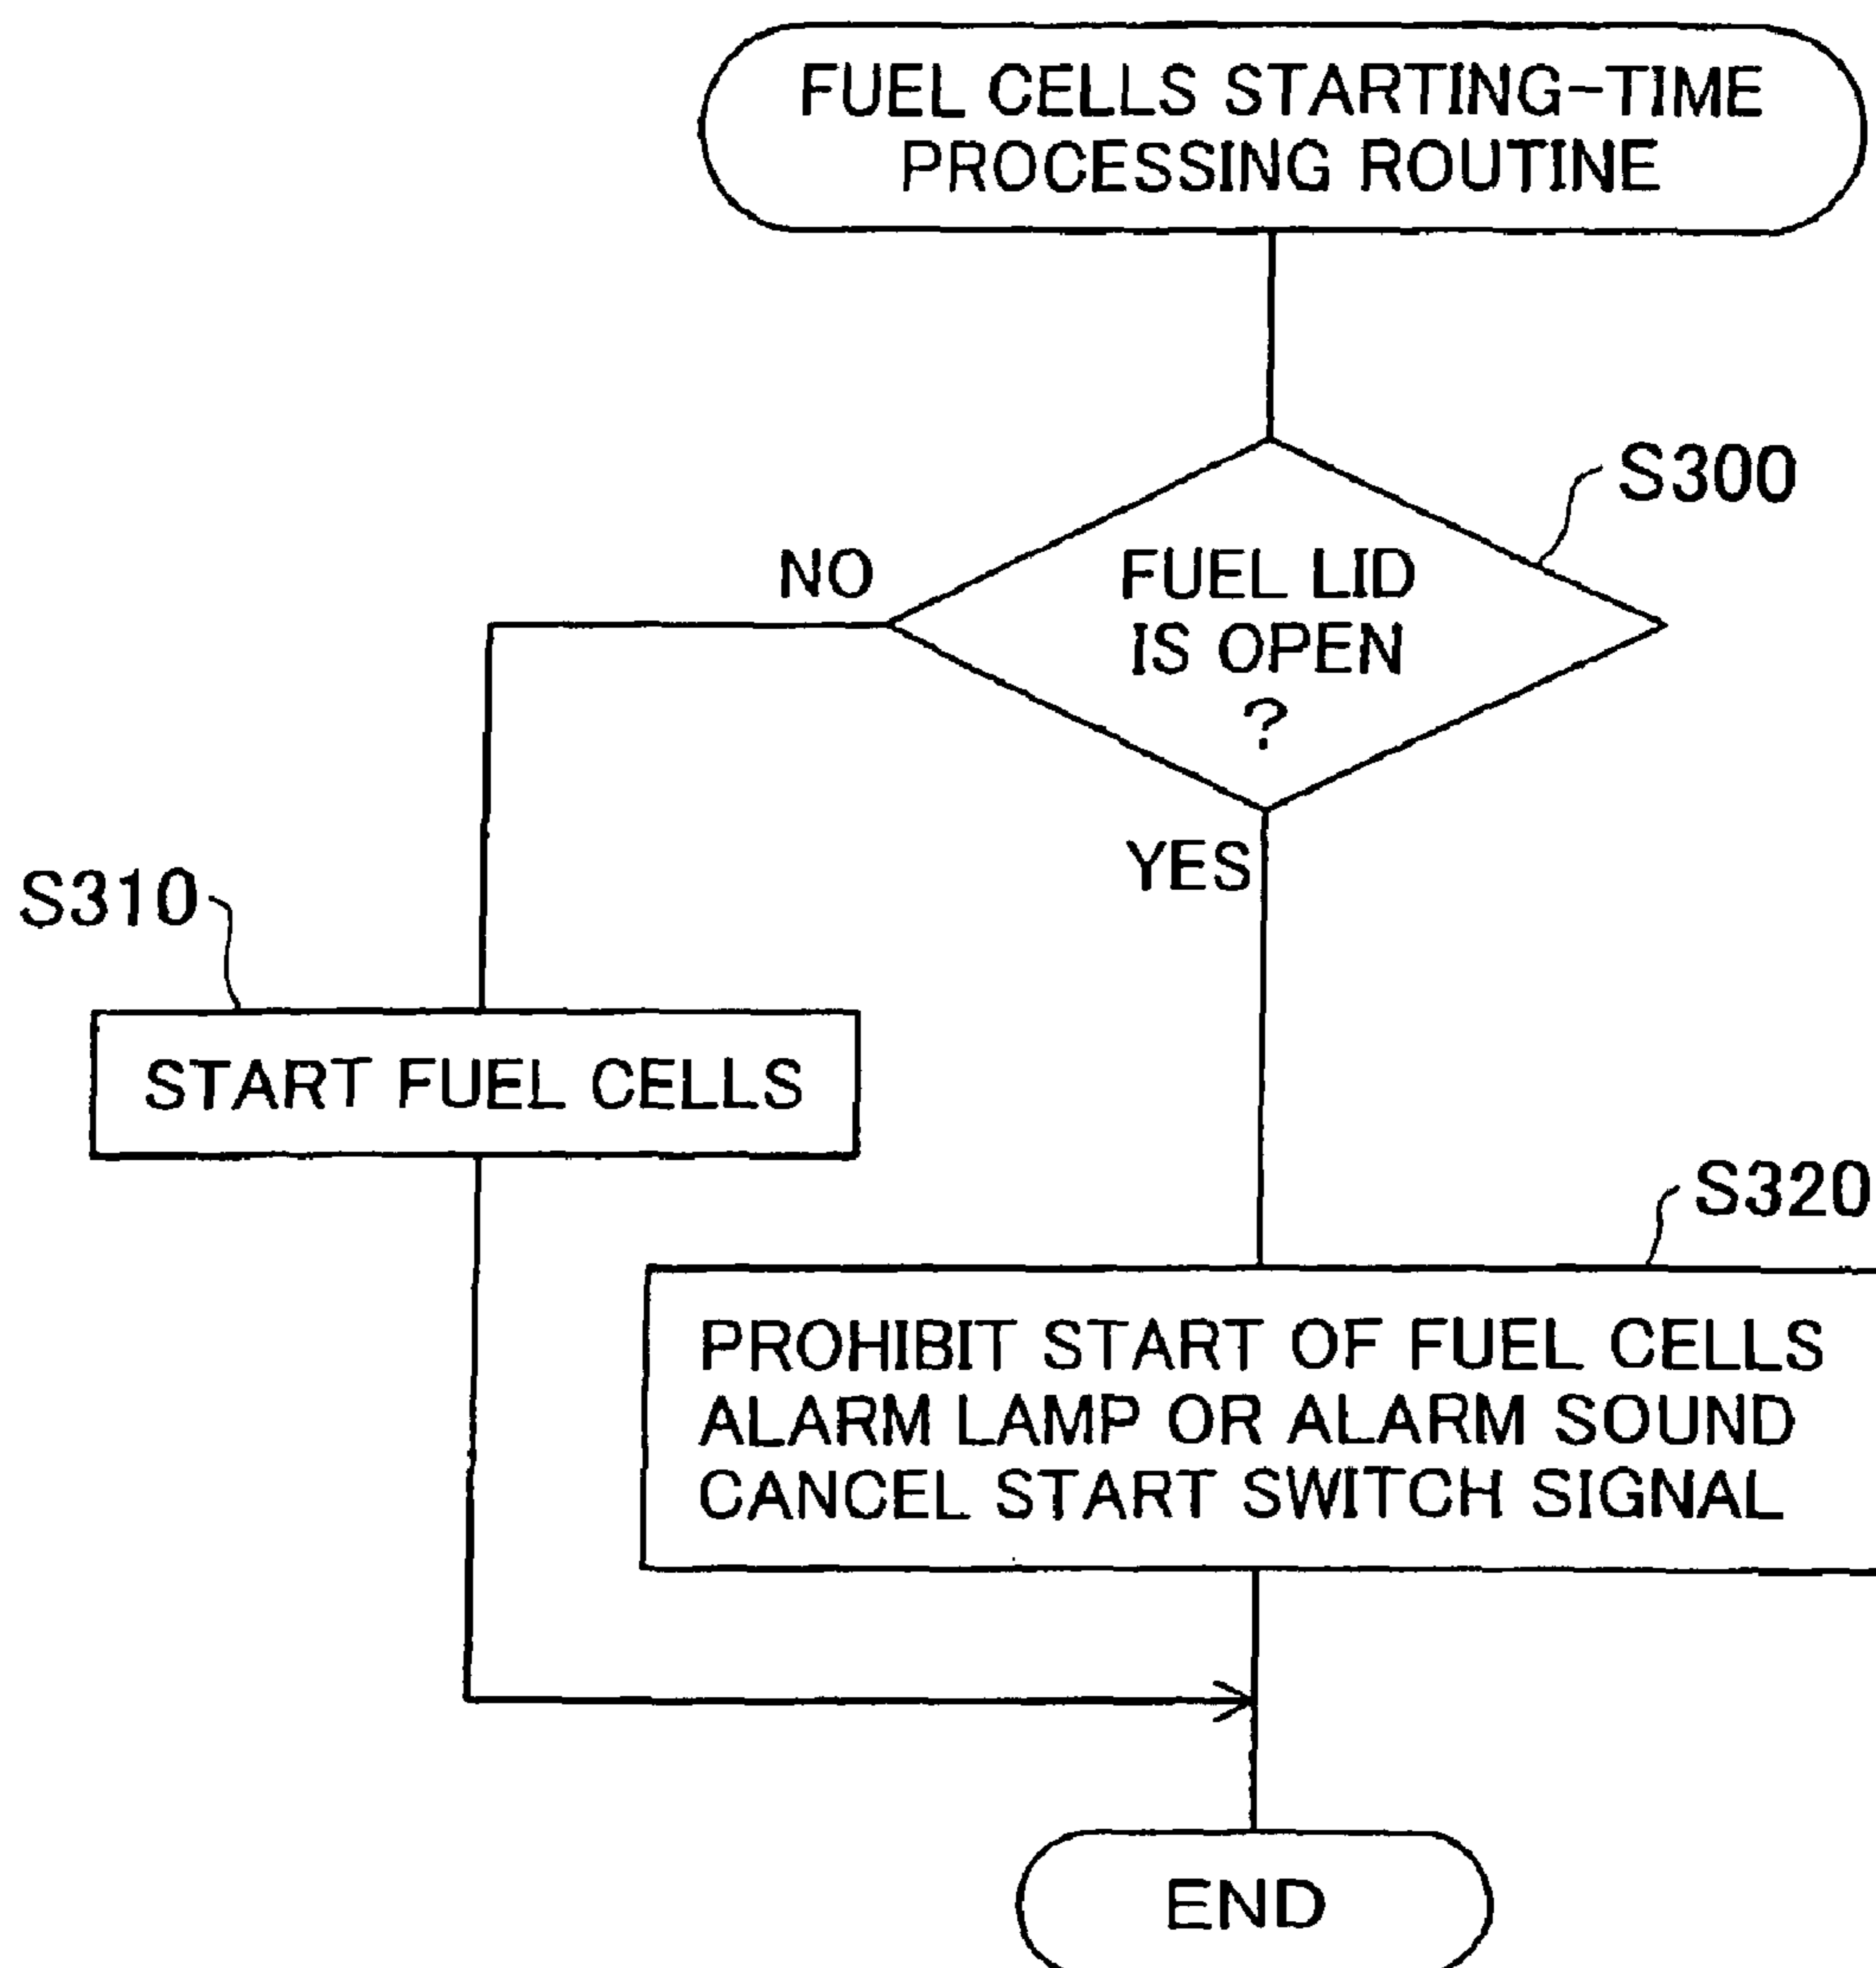 FUEL CELLS STARTING-TIME
PROCESSING ROUTINE
S300
NO
FUEL LID
IS OPEN
?
YES
S310
START FUEL CELLS
S320
PROHIBIT START OF FUEL CELLS
ALARM LAMP OR ALARM SOUND
CANCEL START SWITCH SIGNAL
END